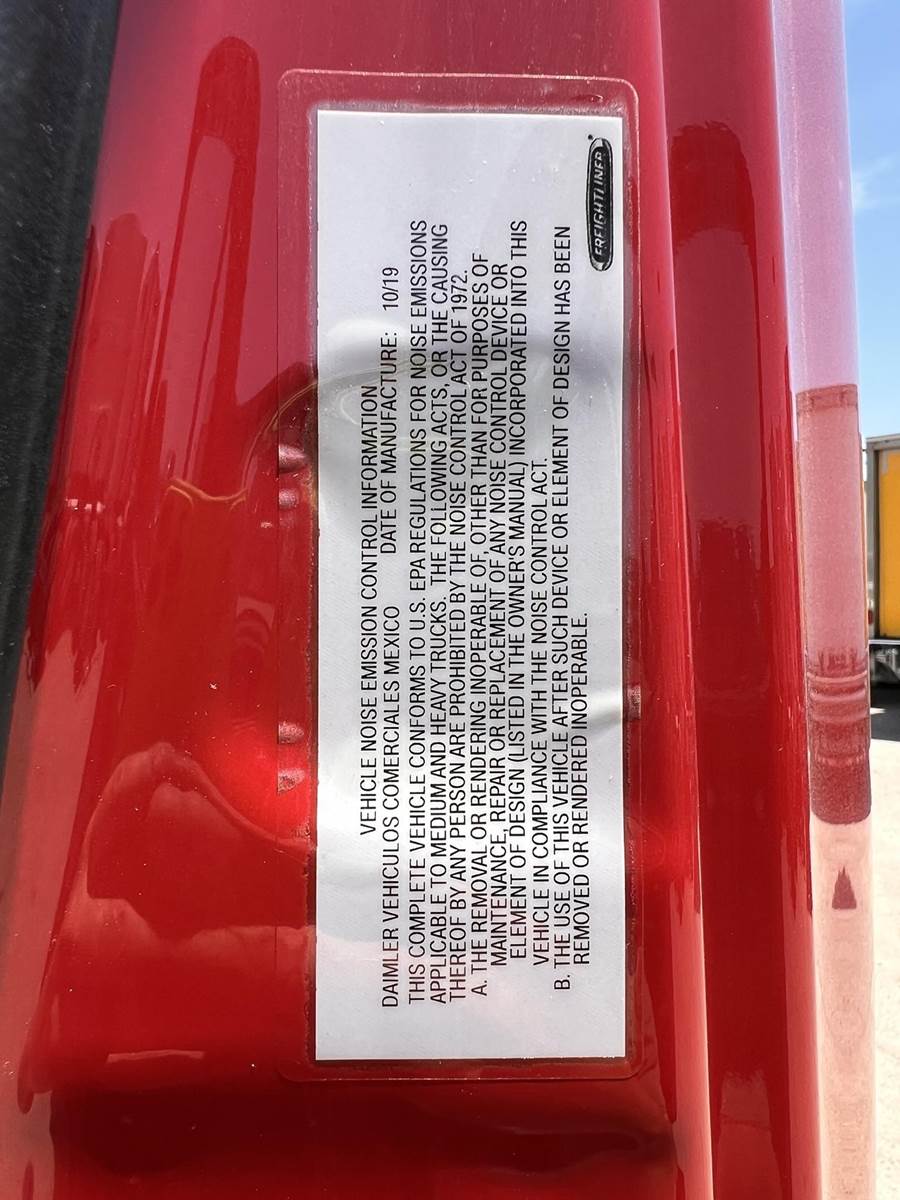 FREIGHTLINER
VEHICLE NOISE EMISSION CONTROL INFORMATION
DAIMLER VEHICULOS COMERCIALES MEXICO DATE OF MANUFACTURE: 10/19
THIS COMPLETE VEHICLE CONFORMS TO U.S. EPA REGULATIONS FOR NOISE EMISSIONS
APPLICABLE TO MEDIUM AND HEAVY TRUCKS. THE FOLLOWING ACTS, OR THE CAUSING
THEREOF BY ANY PERSON ARE PROHIBITED BY THE NOISE CONTROL ACT OF 1972.
A. THE REMOVAL OR RENDERING INOPERABLE OF, OTHER THAN FOR PURPOSES OF
MAINTENANCE, REPAIR OR REPLACEMENT OF ANY NOISE CONTROL DEVICE OR
ELEMENT OF DESIGN (LISTED IN THE OWNER'S MANUAL) INCORPORATED INTO THIS
VEHICLE IN COMPLIANCE WITH THE NOISE CONTROL ACT.
B. THE USE OF THIS VEHICLE AFTER SUCH DEVICE OR ELEMENT OF DESIGN HAS BEEN
REMOVED OR RENDERED INOPERABLE.